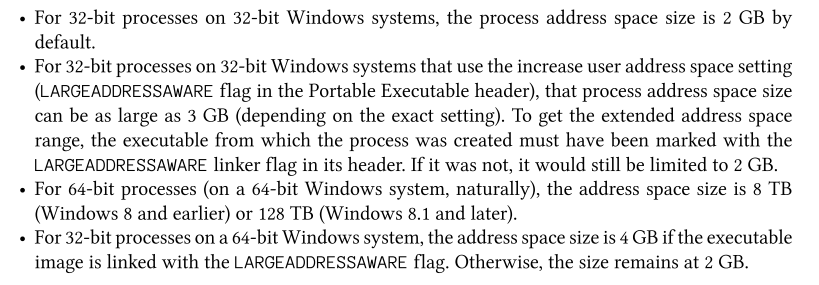 • For 32-bit processes on 32-bit Windows systems, the process address space size is 2 GB by
default.
• For 32-bit processes on 32-bit Windows systems that use the increase user address space setting
(LARGEADDRESSAWARE flag in the Portable Executable header), that process address space size
can be as large as 3 GB (depending on the exact setting). To get the extended address space
range, the executable from which the process was created must have been marked with the
LARGEADDRESSAWARE linker flag in its header. If it was not, it would still be limited to 2 GB.
• For 64-bit processes (on a 64-bit Windows system, naturally), the address space size is 8 TB
(Windows 8 and earlier) or 128 TB (Windows 8.1 and later).
• For 32-bit processes on a 64-bit Windows system, the address space size is 4 GB if the executable
image is linked with the LARGEADDRESSAWARE flag. Otherwise, the size remains at 2 GB.